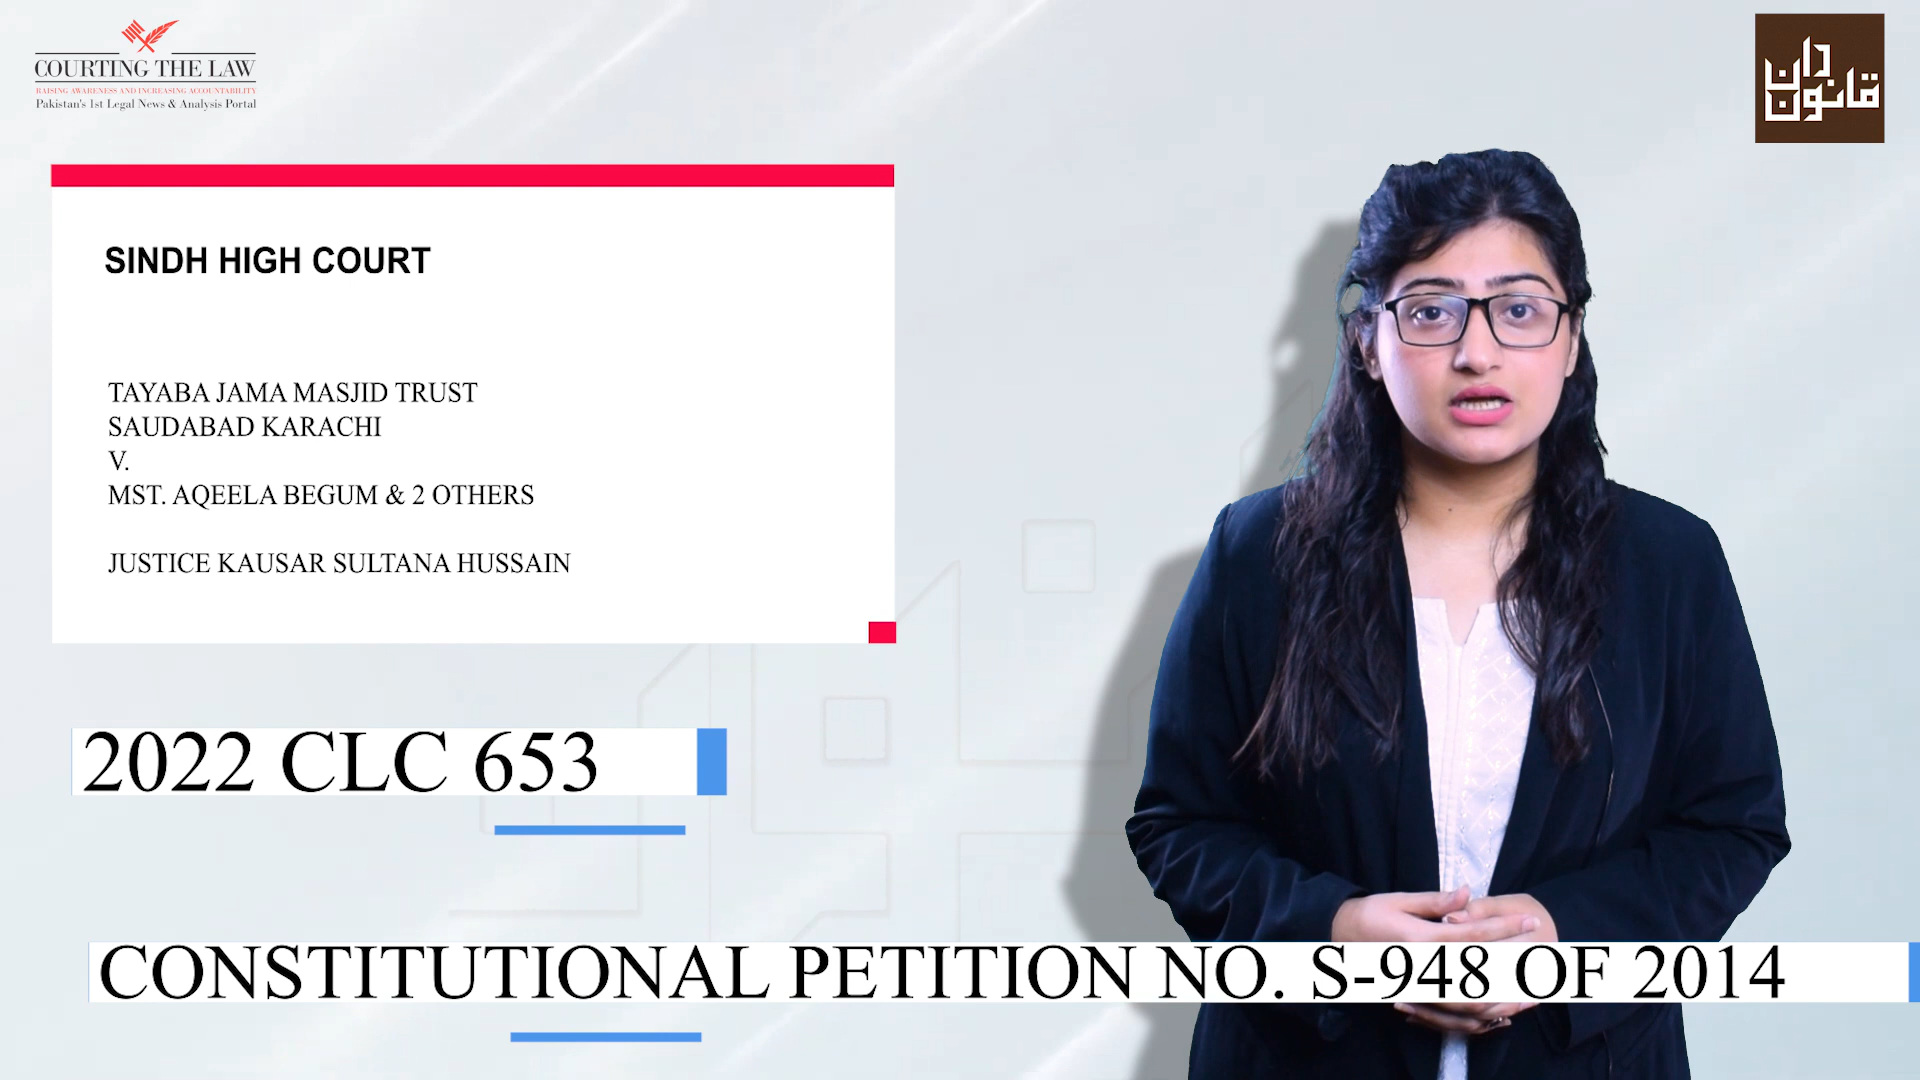 COURTING THE LAW
RAISING AWARENESS AND INCREASING ACCOUNTABILITY
Pakistan's 1st Legal News & Analysis Portal
قانون دان
SINDH HIGH COURT
TAYABA JAMA MASJID TRUST
SAUDABAD KARACHI
V.
MST. AQEELA BEGUM & 2 OTHERS
JUSTICE KAUSAR SULTANA HUSSAIN
2022 CLC 653
CONSTITUTIONAL PETITION NO. S-948 OF 2014